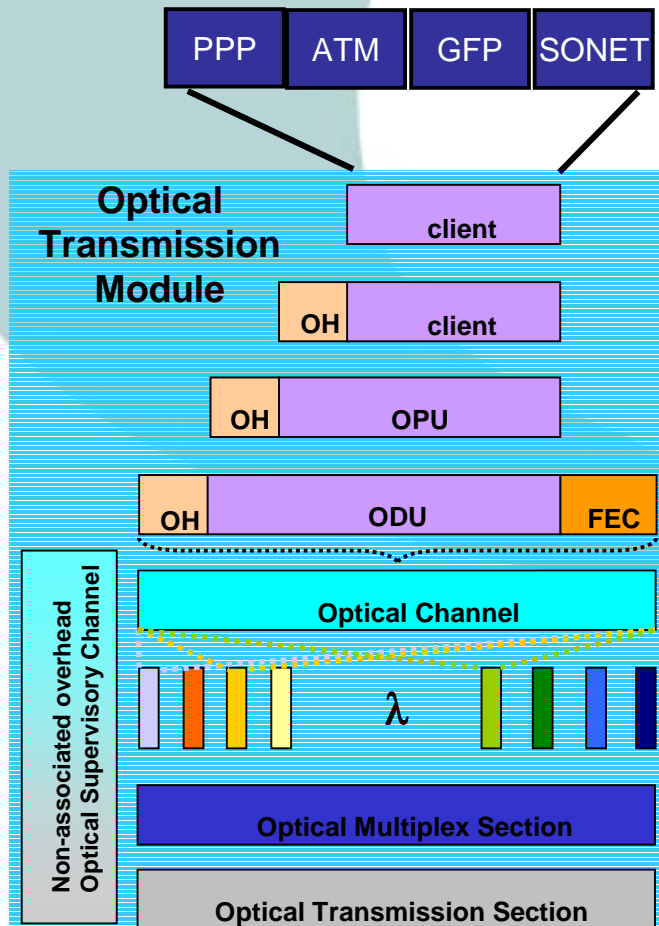 PPP ATM GFP SONET
Optical
Transmission
Module
client
OH client
OH OPU
OH ODU FEC
Non-associated overhead
Optical Supervisory Channel
Optical Channel
λ
Optical Multiplex Section
Optical Transmission Section